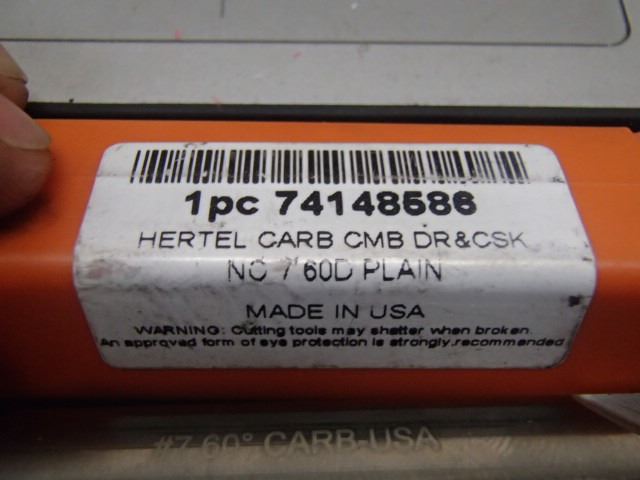 1pc 74148586
HERTEL CARB CMB DR&CSK
NO 7 60D PLAIN
MADE IN USA
WARNING: Cutting tools may shatter when broken.
An approved form of eye protection is strongly.recommended
#7 60° CARB-USA